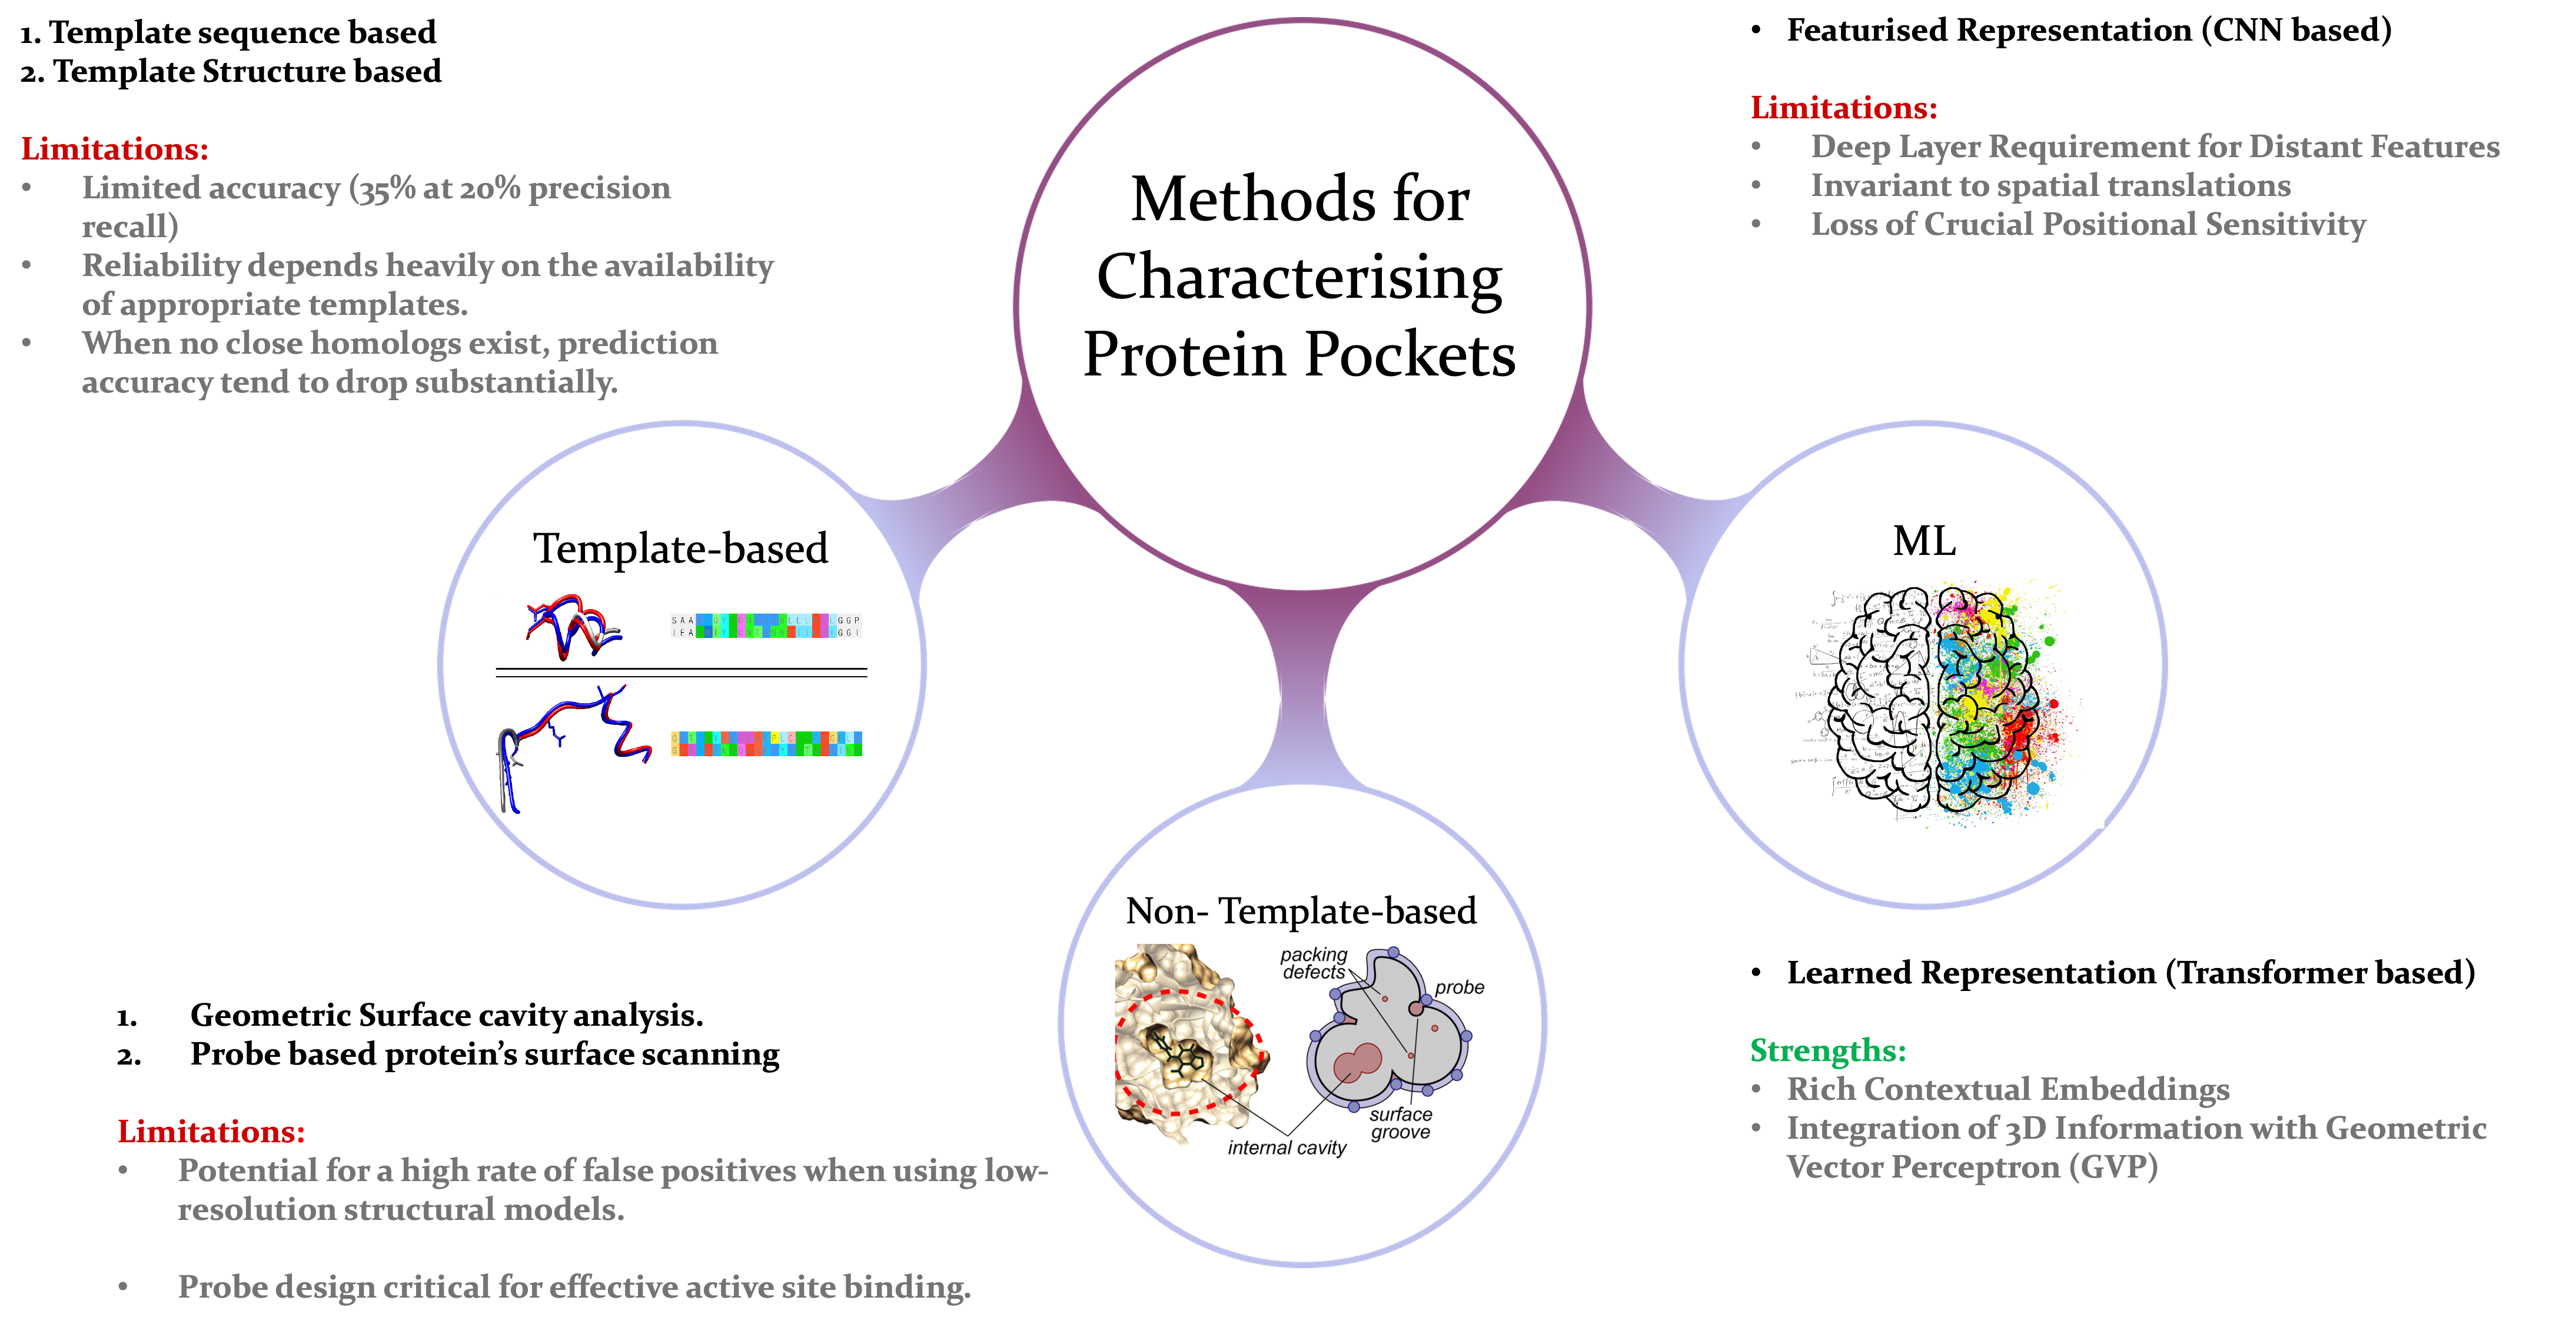 1. Template sequence based
2. Template Structure based
Limitations:
• Limited accuracy (35% at 20% precision
recall)
• Reliability depends heavily on the availability
of appropriate templates.
• When no close homologs exist, prediction
accuracy tend to drop substantially.
Methods for
Characterising
Protein Pockets
• Featurised Representation (CNN based)
Limitations:
• Deep Layer Requirement for Distant Features
• Invariant to spatial translations
• Loss of Crucial Positional Sensitivity
Template-based
ML
Non- Template-based
packing
defects
probe
surface
groove
internal cavity
1. Geometric Surface cavity analysis.
2. Probe based protein’s surface scanning
Limitations:
• Potential for a high rate of false positives when using low-
resolution structural models.
• Probe design critical for effective active site binding.
• Learned Representation (Transformer based)
Strengths:
• Rich Contextual Embeddings
• Integration of 3D Information with Geometric
Vector Perceptron (GVP)